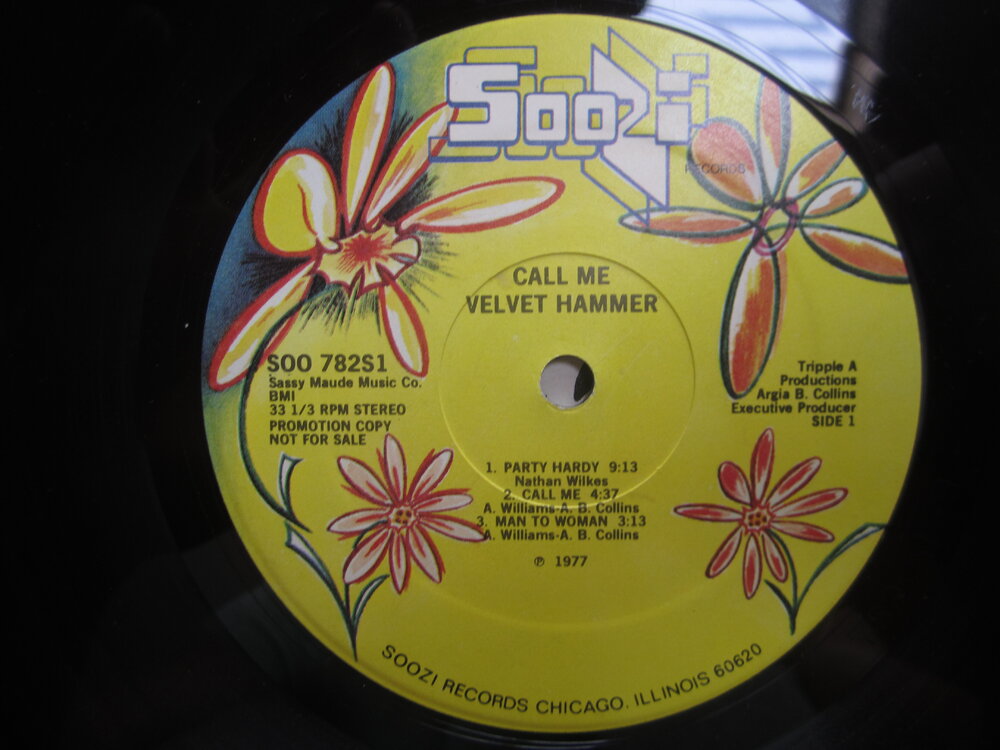 Soozi
RECORDS
CALL ME
VELVET HAMMER
SOO 782S1
Sassy Maude Music Co.
BMI
33 1/3 RPM STEREO
PROMOTION COPY
NOT FOR SALE
Tripple A
Productions
Argia B. Collins
Executive Producer
SIDE 1
1. PARTY HARDY 9:13
Nathan Wilkes
2. CALL ME 4:37
A. Williams-A. B. Collins
3. MAN TO WOMAN 3:13
A. Williams-A. B. Collins
℗ 1977
SOOZI RECORDS CHICAGO, ILLINOIS 60620